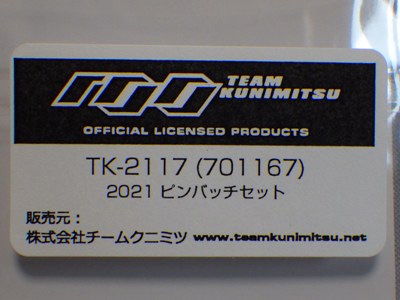 100 TEAM
KUNIMITSU
OFFICIAL LICENSED PRODUCTS
TK-2117 (701167)
2021 ピンバッチセット
販売元：
株式会社チームクニミツ www.teamkunimitsu.net